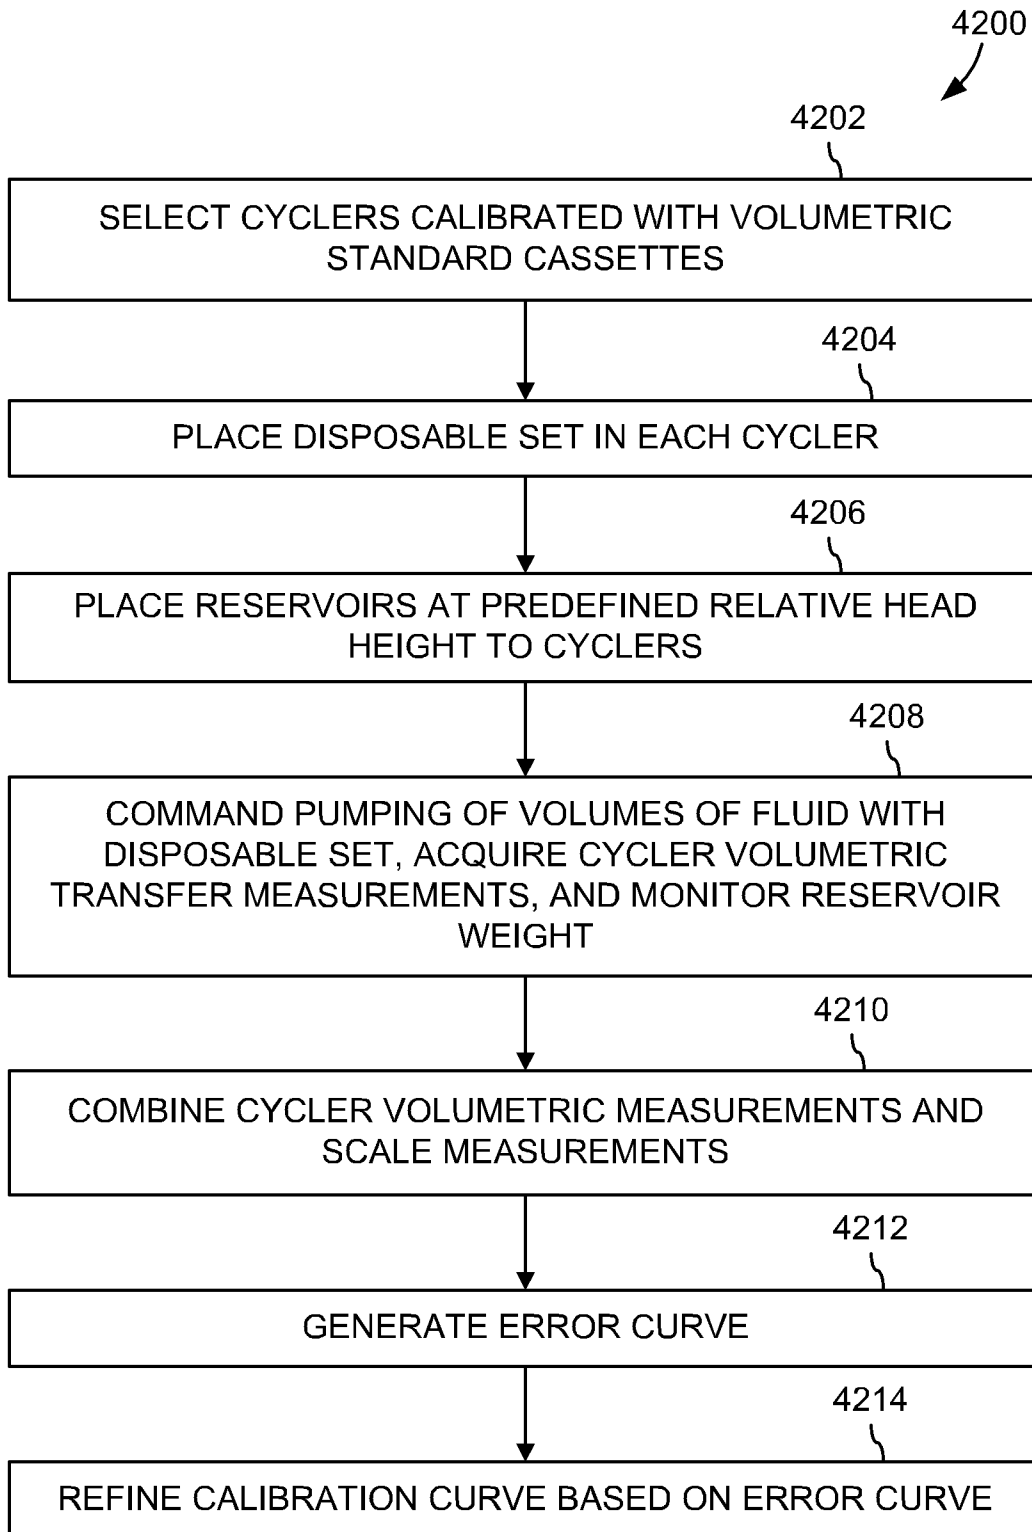 4200
4202
SELECT CYCLERS CALIBRATED WITH VOLUMETRIC
STANDARD CASSETTES
4204
PLACE DISPOSABLE SET IN EACH CYCLER
4206
PLACE RESERVOIRS AT PREDEFINED RELATIVE HEAD
HEIGHT TO CYCLERS
4208
COMMAND PUMPING OF VOLUMES OF FLUID WITH
DISPOSABLE SET, ACQUIRE CYCLER VOLUMETRIC
TRANSFER MEASUREMENTS, AND MONITOR RESERVOIR
WEIGHT
4210
COMBINE CYCLER VOLUMETRIC MEASUREMENTS AND
SCALE MEASUREMENTS
4212
GENERATE ERROR CURVE
4214
REFINE CALIBRATION CURVE BASED ON ERROR CURVE